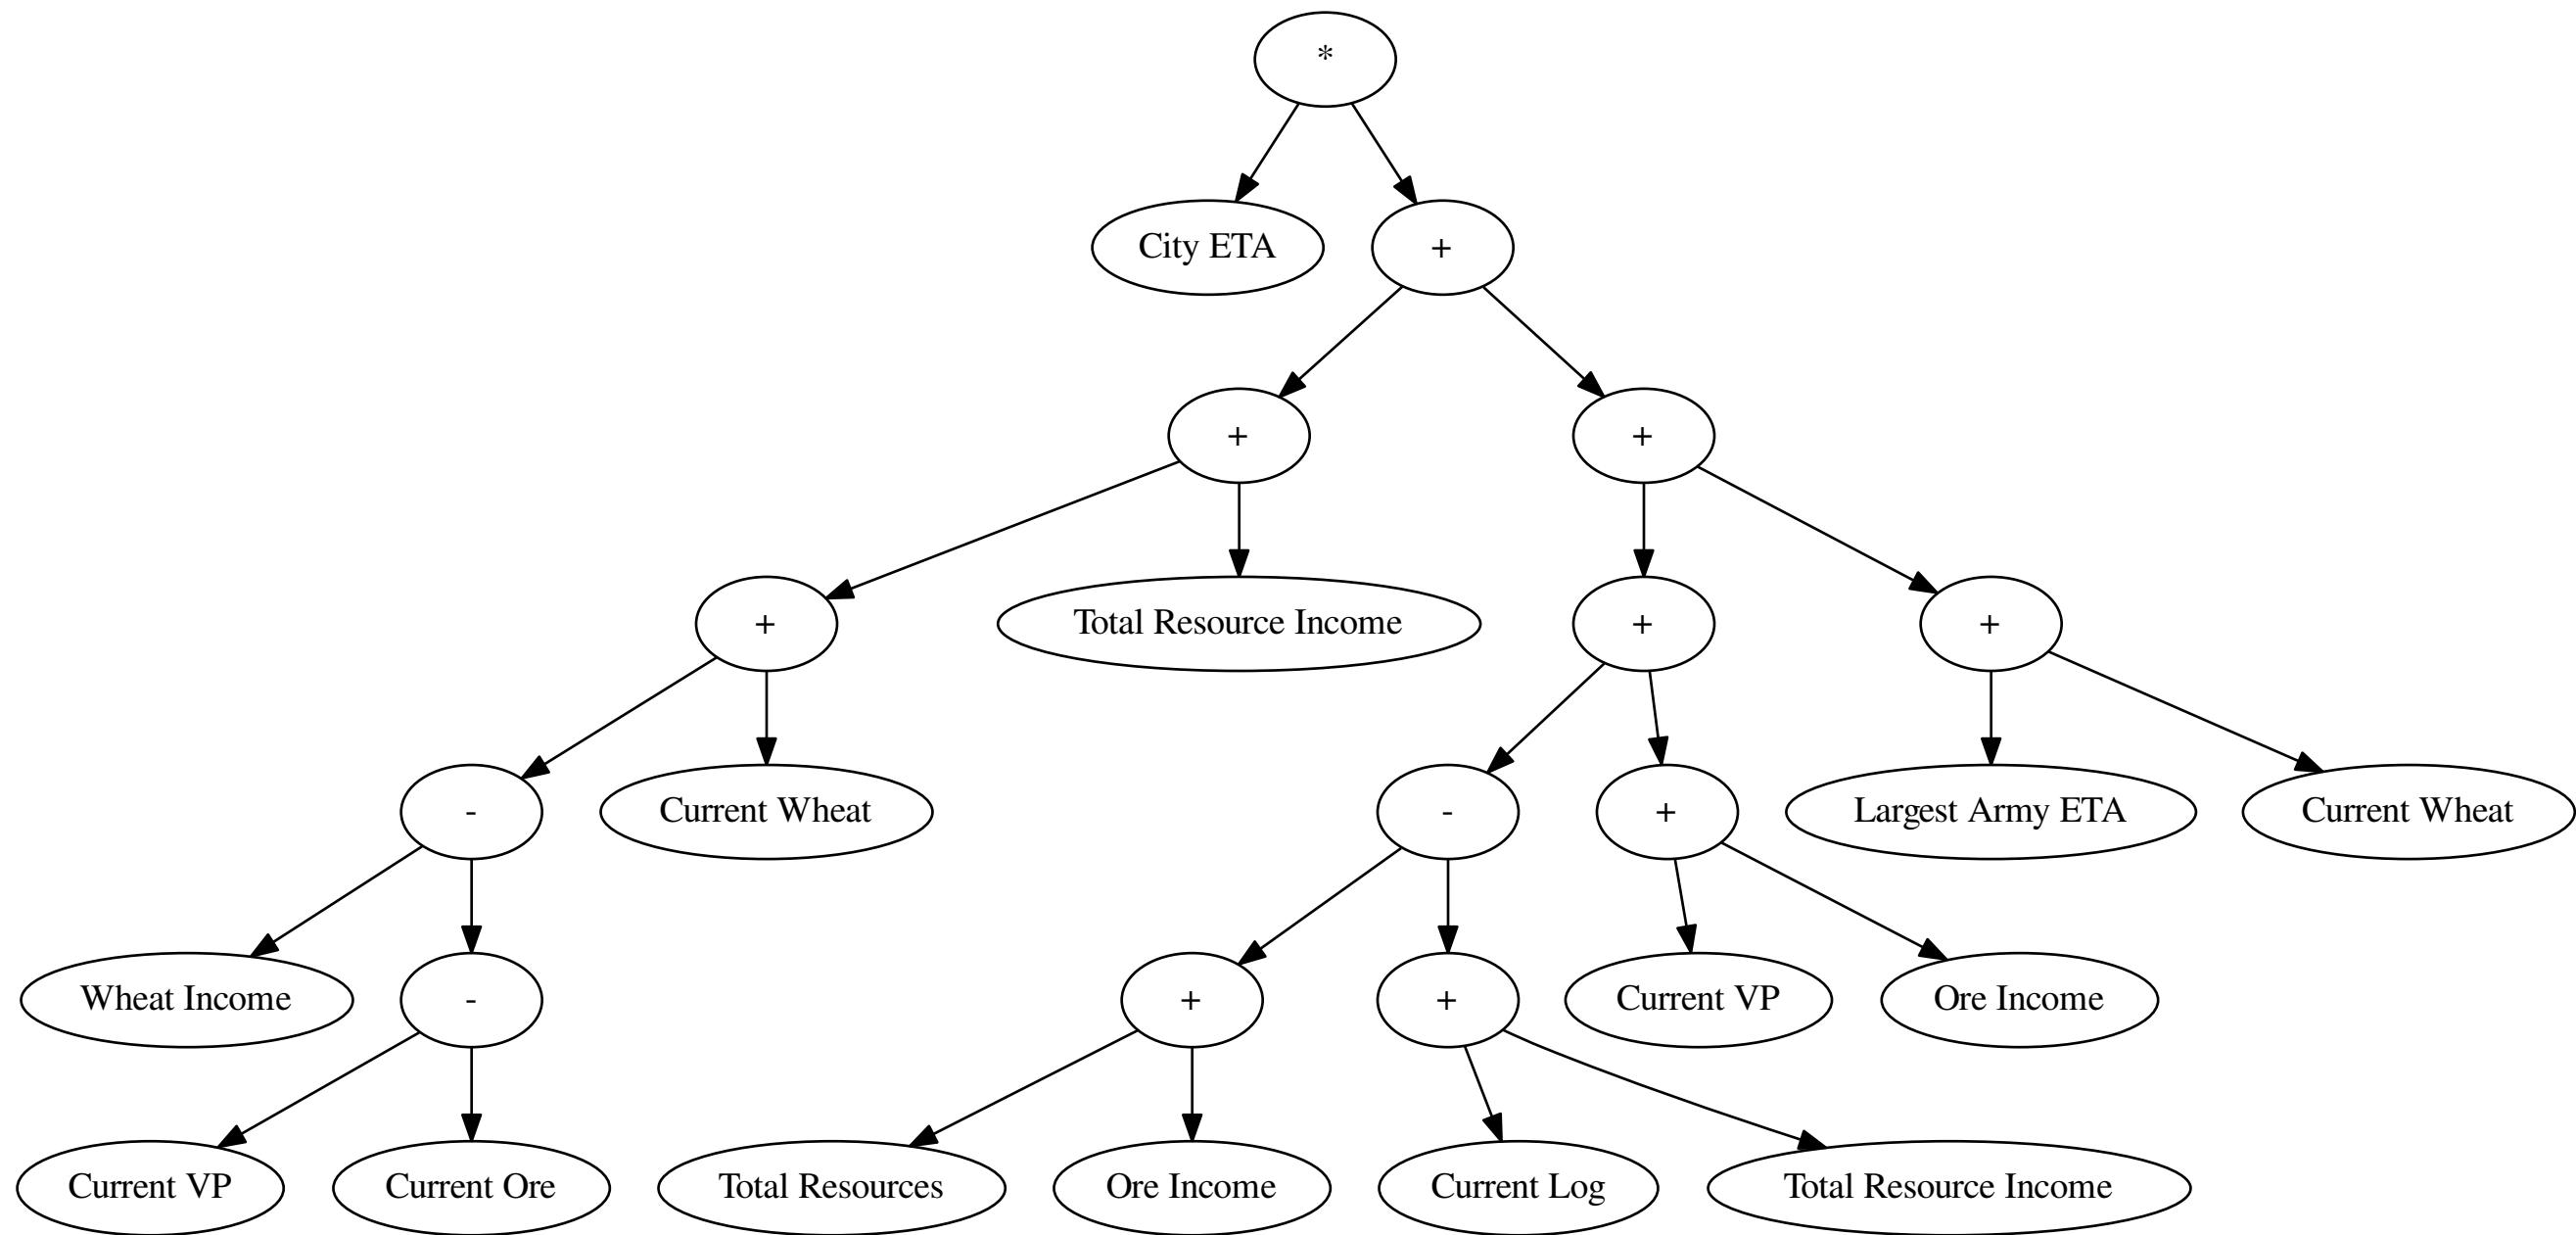 *
City ETA
+
+
+
+
Total Resource Income
+
+
-
Current Wheat
-
+
Largest Army ETA
Current Wheat
Wheat Income
-
+
+
Current VP
Ore Income
Current VP
Current Ore
Total Resources
Ore Income
Current Log
Total Resource Income